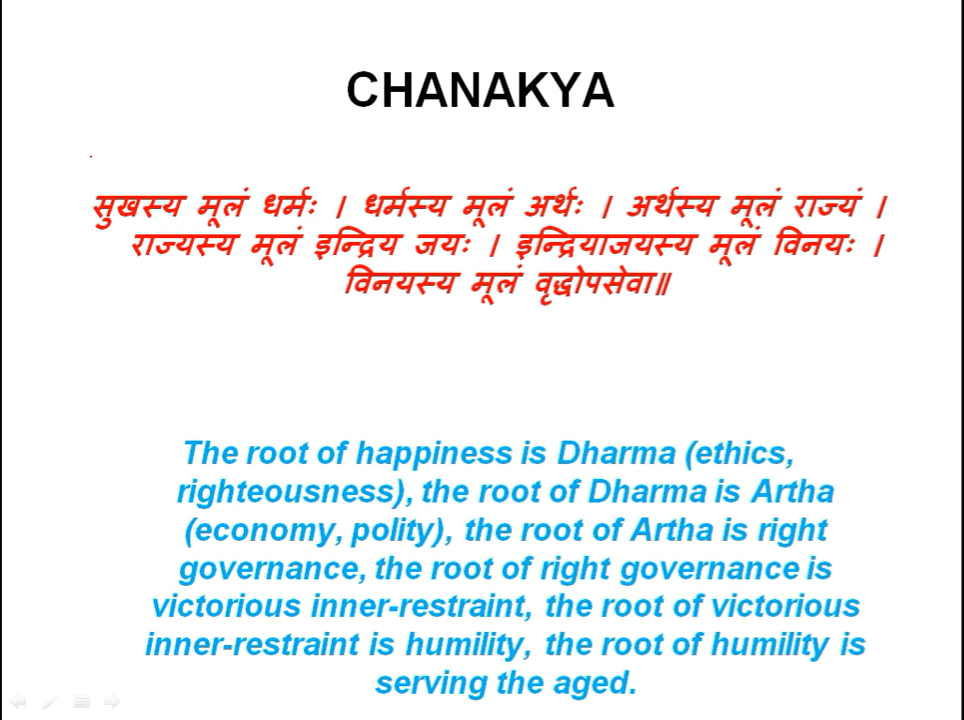 CHANAKYA
सुखस्य मूलं धर्मः । धर्मस्य मूलं अर्थः । अर्थस्य मूलं राज्यं ।
राज्यस्य मूलं इन्द्रिय जयः । इन्द्रियाजयस्य मूलं विनयः ।
विनयस्य मूलं वृद्धोपसेवा॥
The root of happiness is Dharma (ethics,
righteousness), the root of Dharma is Artha
(economy, polity), the root of Artha is right
governance, the root of right governance is
victorious inner-restraint, the root of victorious
inner-restraint is humility, the root of humility is
serving the aged.